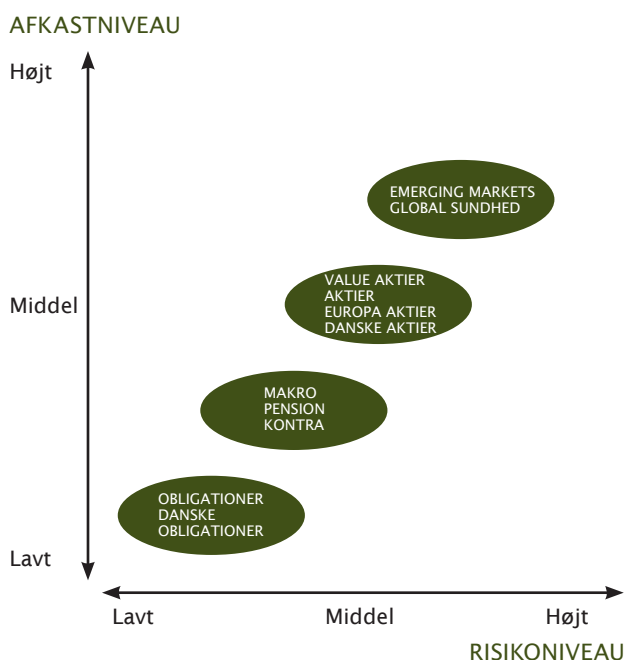 AFKASTNIVEAU
Højt
EMERGING MARKETS
GLOBAL SUNDHED
VALUE AKTIER
AKTIER
EUROPA AKTIER
DANSKE AKTIER
Middel
MAKRO
PENSION
KONTRA
OBLIGATIONER
DANSKE
OBLIGATIONER
Lavt
Lavt Middel Højt
RISIKONIVEAU